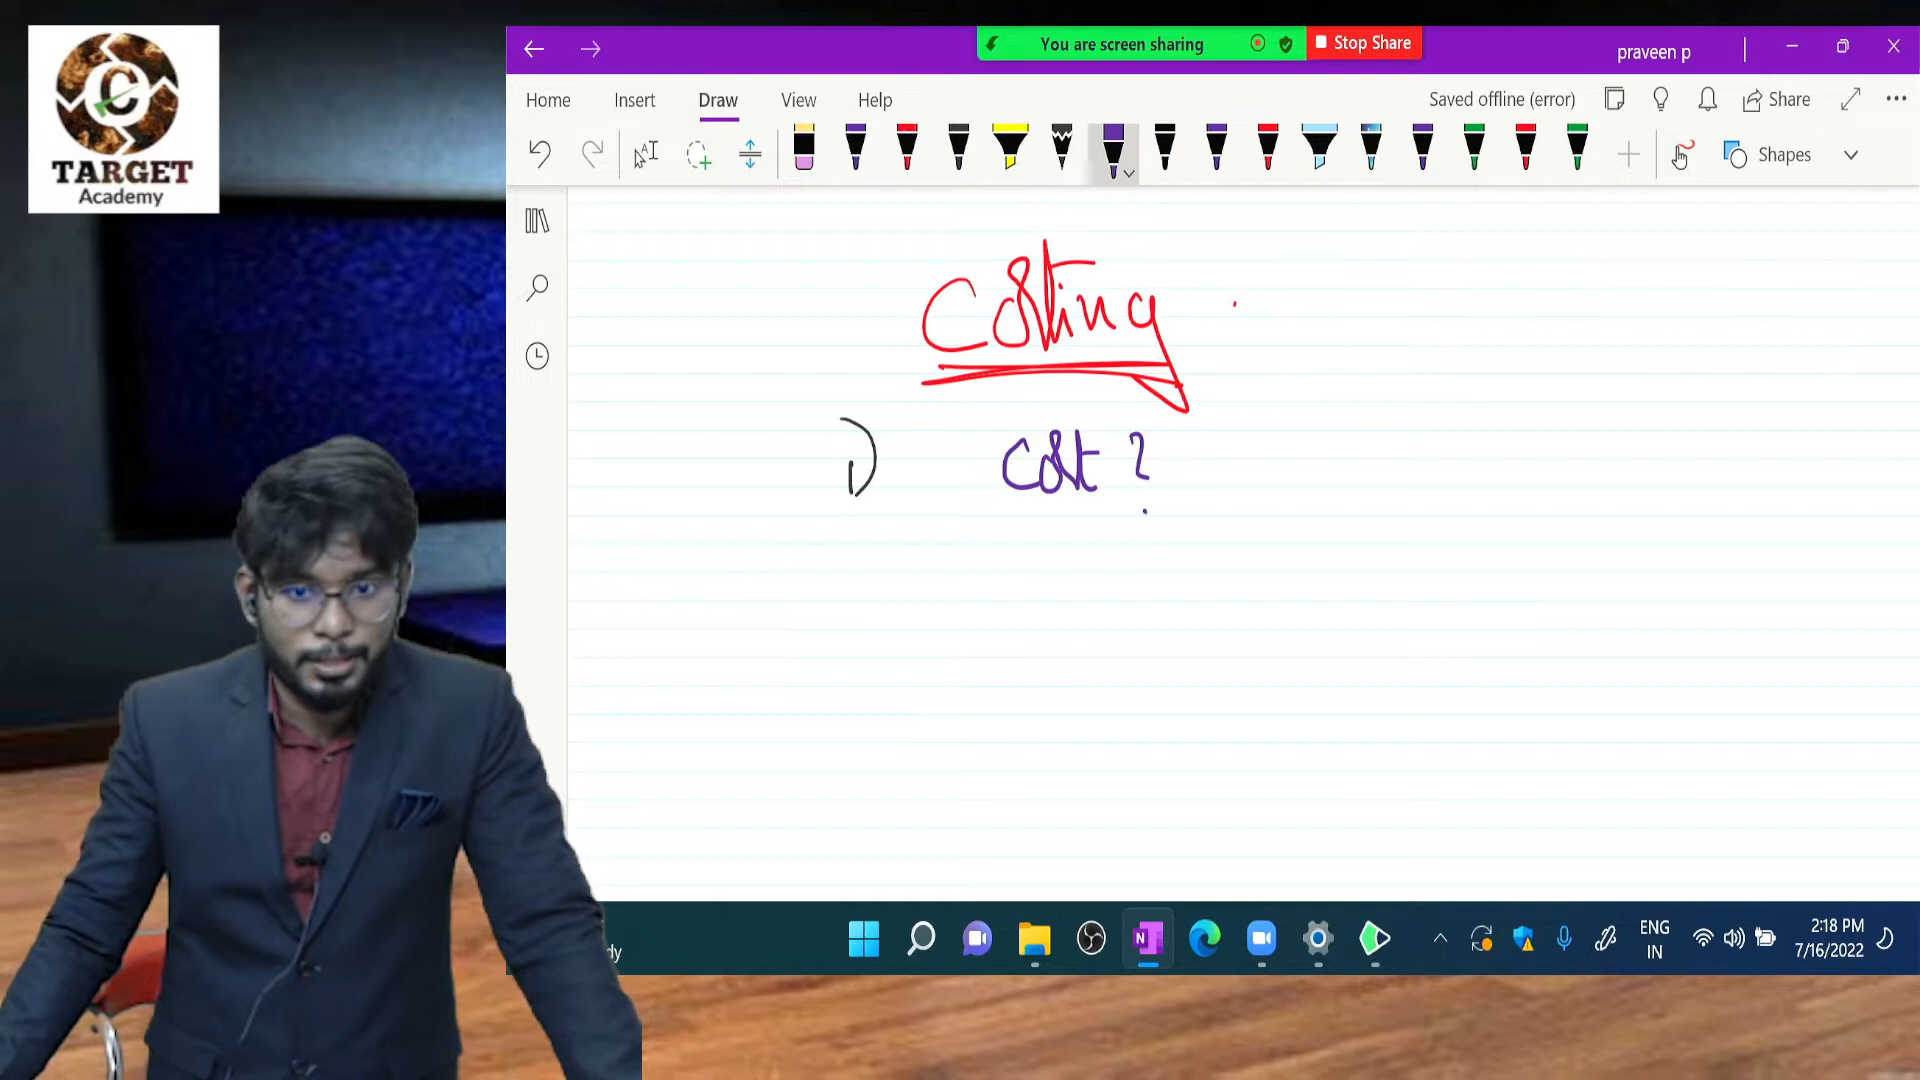 TARGET
Academy
You are screen sharing
Stop Share
praveen p
Home Insert Draw View Help
Saved offline (error)
Share
Shapes
Costing
1) Cost ?
dy
ENG
IN
2:18 PM
7/16/2022